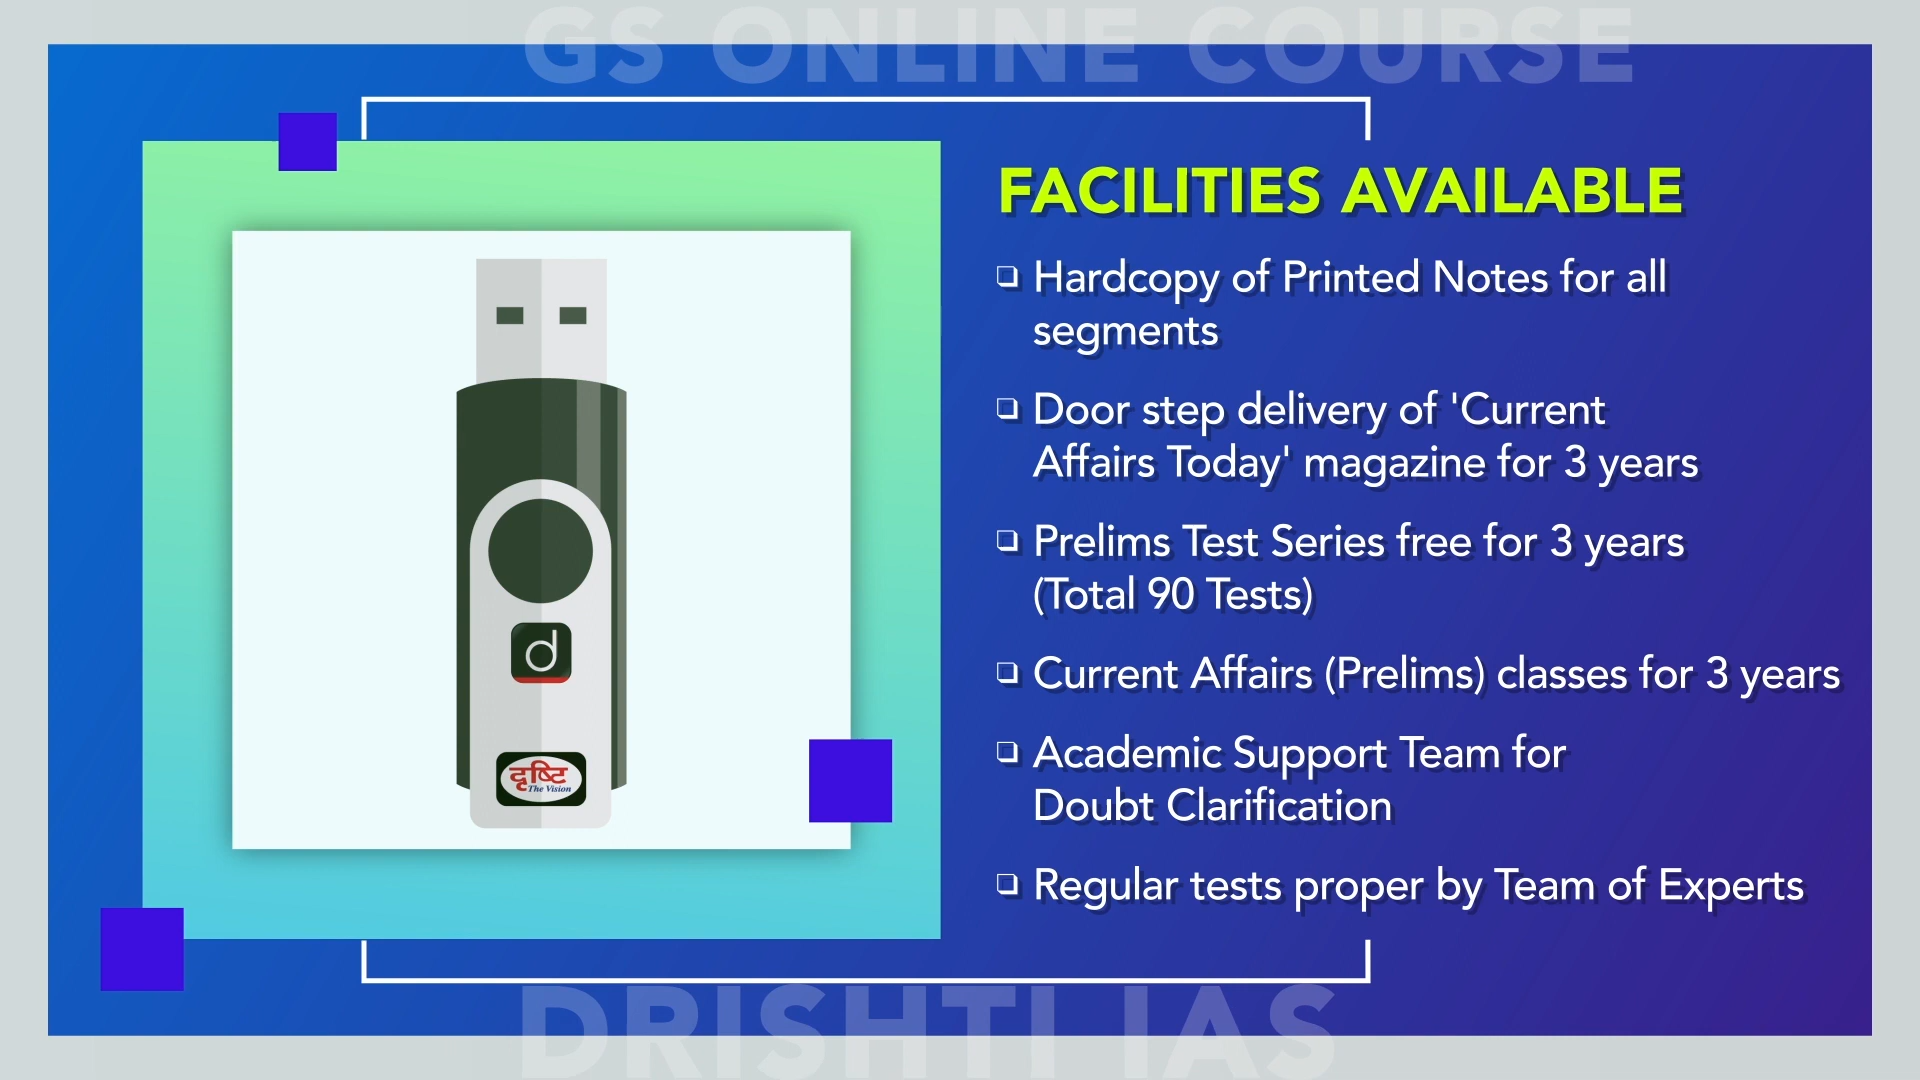 GS ONLINE COURSE
FACILITIES AVAILABLE
❏ Hardcopy of Printed Notes for all
segments
❏ Door step delivery of 'Current
Affairs Today' magazine for 3 years
❏ Prelims Test Series free for 3 years
(Total 90 Tests)
❏ Current Affairs (Prelims) classes for 3 years
❏ Academic Support Team for
Doubt Clarification
❏ Regular tests proper by Team of Experts
d
दृष्टि
The Vision
DRISHTI IAS